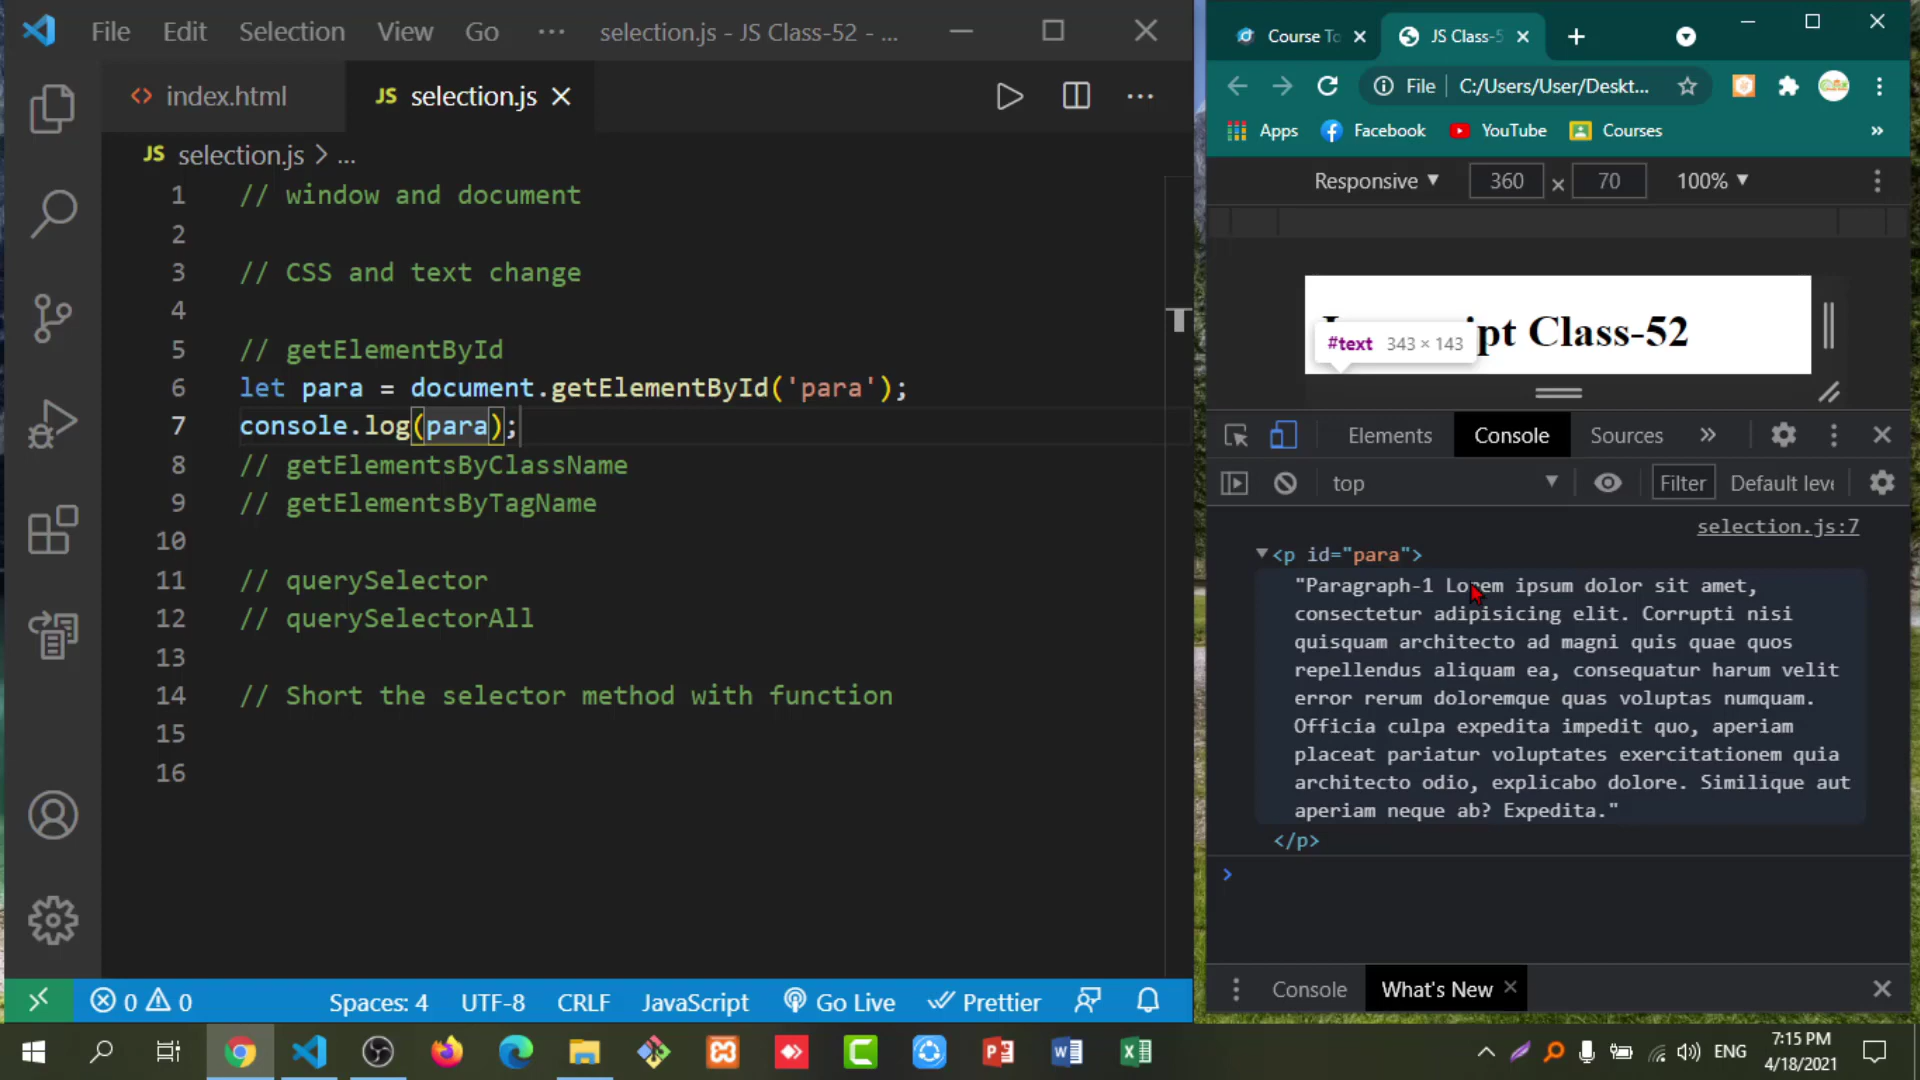 File Edit Selection View Go ··· selection.js - JS Class-52 - ...
index.html
JS selection.js
JS selection.js > ...
1 // window and document
2
3 // CSS and text change
4
5 // getElementById
6 let para = document.getElementById('para');
7 console.log(para);
8 // getElementsByClassName
9 // getElementsByTagName
10
11 // querySelector
12 // querySelectorAll
13
14 // Short the selector method with function
15
16
0 0 Spaces: 4 UTF-8 CRLF JavaScript Go Live Prettier
Course To JS Class-5
File C:/Users/User/Deskt...
Apps Facebook YouTube Courses »
Responsive 360 × 70 100%
ipt Class-52
#text 343 × 143
Elements Console Sources »
top Filter Default leve
selection.js:7
<p id="para">
"Paragraph-1 Lorem ipsum dolor sit amet,
consectetur adipisicing elit. Corrupti nisi
quisquam architecto ad magni quis quae quos
repellendus aliquam ea, consequatur harum velit
error rerum doloremque quas voluptas numquam.
Officia culpa expedita impedit quo, aperiam
placeat pariatur voluptates exercitationem quia
architecto odio, explicabo dolore. Similique aut
aperiam neque ab? Expedita."
</p>
Console What's New
ENG 7:15 PM
4/18/2021